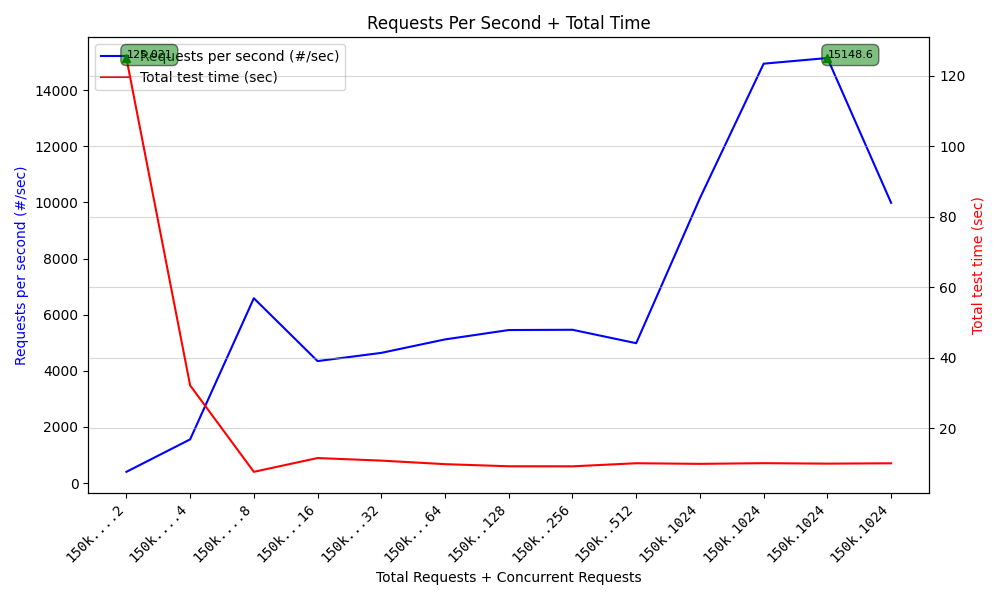 Requests Per Second + Total Time
125.021
Requests per second (#/sec)
Total test time (sec)
15148.6
14000
12000
10000
8000
6000
4000
2000
0
120
100
80
60
40
20
Requests per second (#/sec)
Total test time (sec)
150k....2
150k....4
150k....8
150k...16
150k...32
150k...64
150k..128
150k..256
150k..512
150k.1024
150k.1024
150k.1024
150k.1024
Total Requests + Concurrent Requests